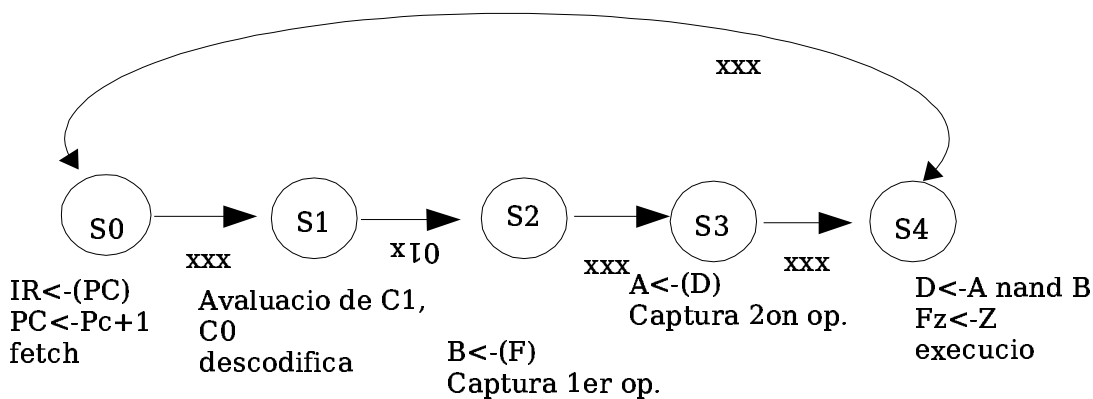 xxx
S0
S1
S2
S3
S4
xxx
01x
xxx
xxx
IR<-(PC)
PC<-Pc+1
fetch
Avaluacio de C1,
C0
descodifica
B<-(F)
Captura 1er op.
A<-(D)
Captura 2on op.
D<-A nand B
Fz<-Z
execucio